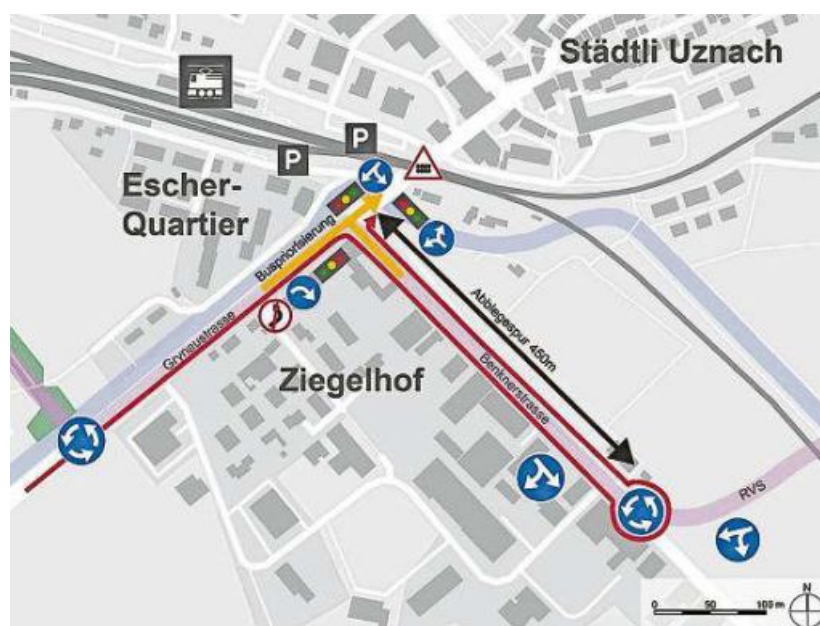 Städtli Uznach
P
P
Escher-
Quartier
Buspriorisierung
Grynaustrasse
Abbiegespur 450m
Ziegelhof
Benknerstrasse
RVS
N
0 50 100 m